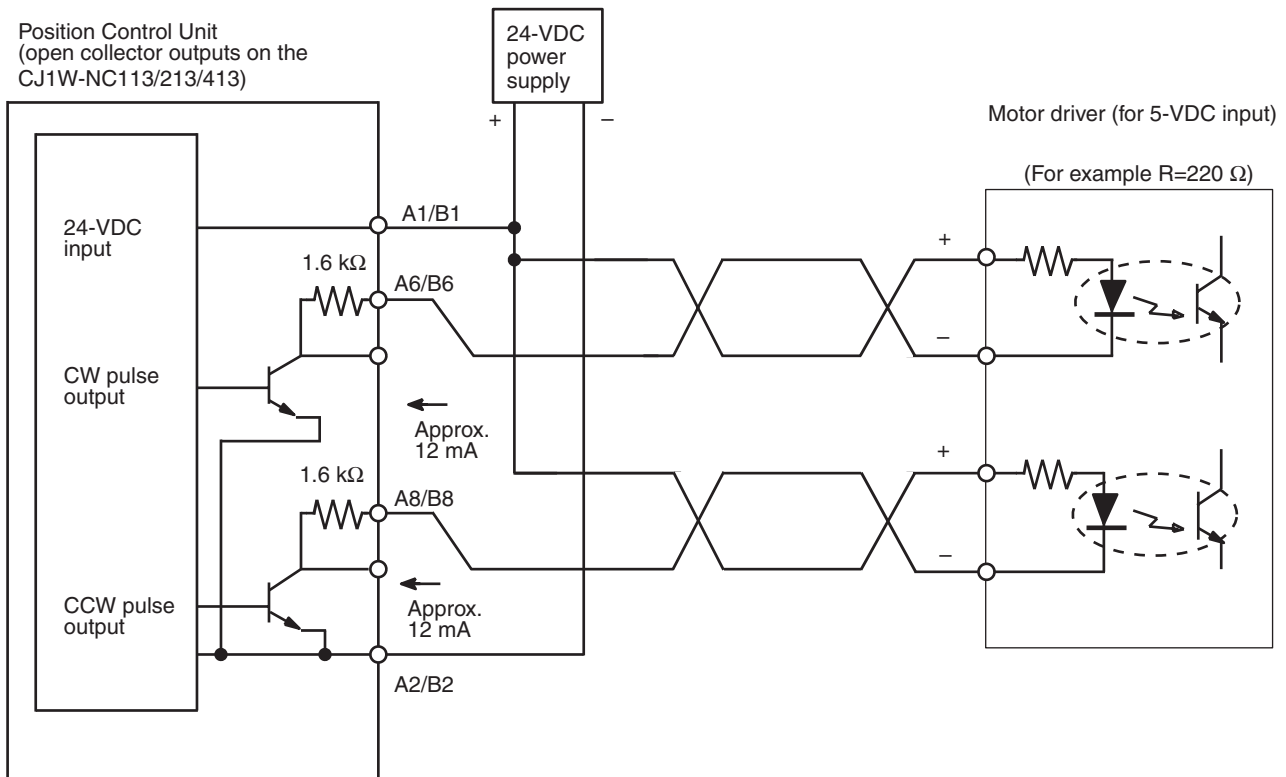 Position Control Unit
(open collector outputs on the
CJ1W-NC113/213/413)
24-VDC
power
supply
+
−
Motor driver (for 5-VDC input)
(For example R=220 Ω)
24-VDC
input
A1/B1
1.6 kΩ
A6/B6
+
−
CW pulse
output
Approx.
12 mA
1.6 kΩ
A8/B8
+
−
CCW pulse
output
Approx.
12 mA
A2/B2